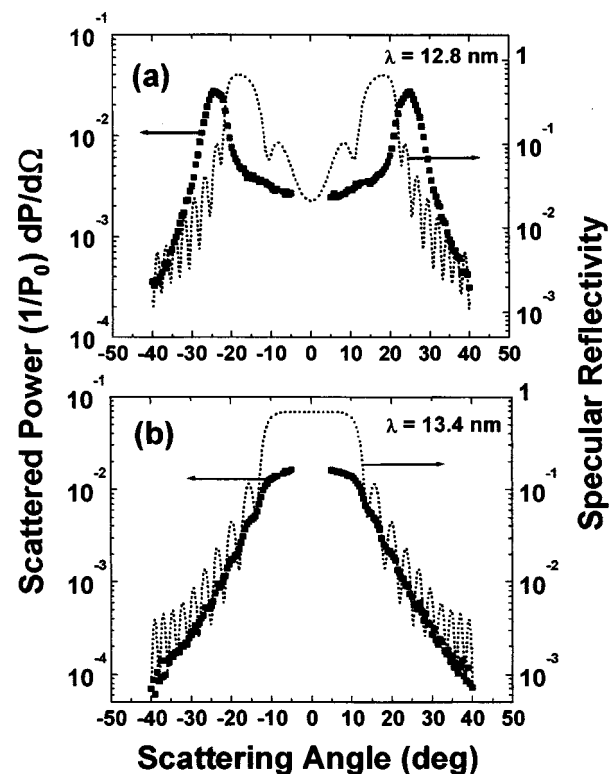 10⁻¹
10⁻²
10⁻³
10⁻⁴
(a)
λ = 12.8 nm
1
10⁻¹
10⁻²
10⁻³
-50 -40 -30 -20 -10 0 10 20 30 40 50
10⁻¹
10⁻²
10⁻³
10⁻⁴
(b)
λ = 13.4 nm
1
10⁻¹
10⁻²
10⁻³
-50 -40 -30 -20 -10 0 10 20 30 40 50
Scattered Power (1/P₀) dP/dΩ
Specular Reflectivity
Scattering Angle (deg)